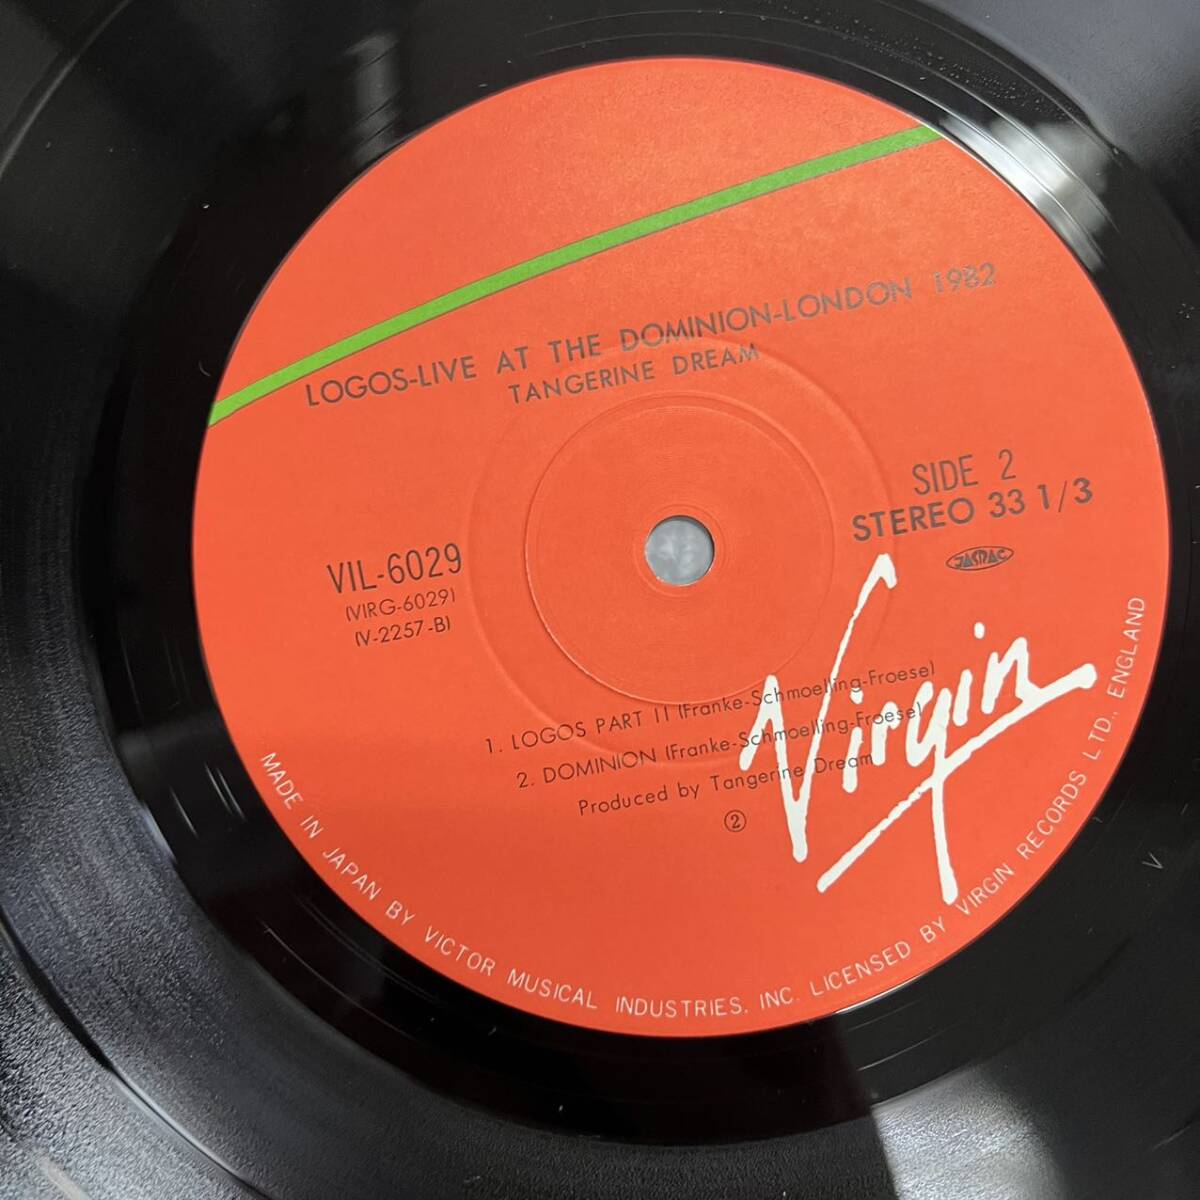 LOGOS-LIVE AT THE DOMINION-LONDON 1982
TANGERINE DREAM
SIDE 2
STEREO 33 1/3
JASRAC
VIL-6029
(VIRG-6029)
(V-2257-B)
1. LOGOS PART II (Franke-Schmoelling-Froese)
2. DOMINION (Franke-Schmoelling-Froese)
Produced by Tangerine Dream
②
Virgin
MADE IN JAPAN BY VICTOR MUSICAL INDUSTRIES, INC. LICENSED BY VIRGIN RECORDS LTD., ENGLAND
V